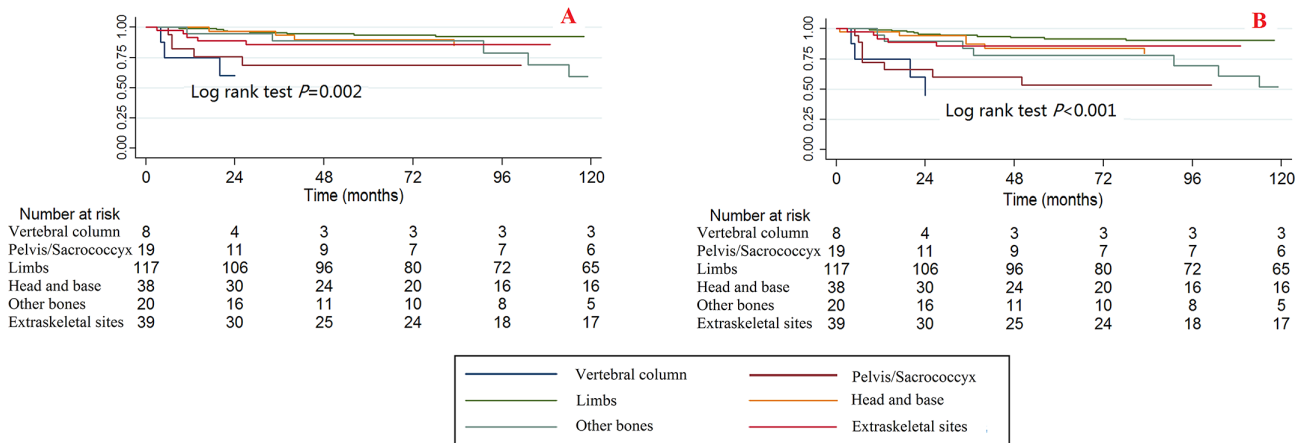 A
1.00
0.75
0.50
0.25
0.00
Log rank test P=0.002
0 24 48 72 96 120
Time (months)
Number at risk
Vertebral column 8 4 3 3 3 3
Pelvis/Sacrococcyx 19 11 9 7 7 6
Limbs 117 106 96 80 72 65
Head and base 38 30 24 20 16 16
Other bones 20 16 11 10 8 5
Extraskeletal sites 39 30 25 24 18 17
B
1.00
0.75
0.50
0.25
0.00
Log rank test P<0.001
0 24 48 72 96 120
Time (months)
Number at risk
Vertebral column 8 4 3 3 3 3
Pelvis/Sacrococcyx 19 11 9 7 7 6
Limbs 117 106 96 80 72 65
Head and base 38 30 24 20 16 16
Other bones 20 16 11 10 8 5
Extraskeletal sites 39 30 25 24 18 17
Vertebral column Pelvis/Sacrococcyx
Limbs Head and base
Other bones Extraskeletal sites